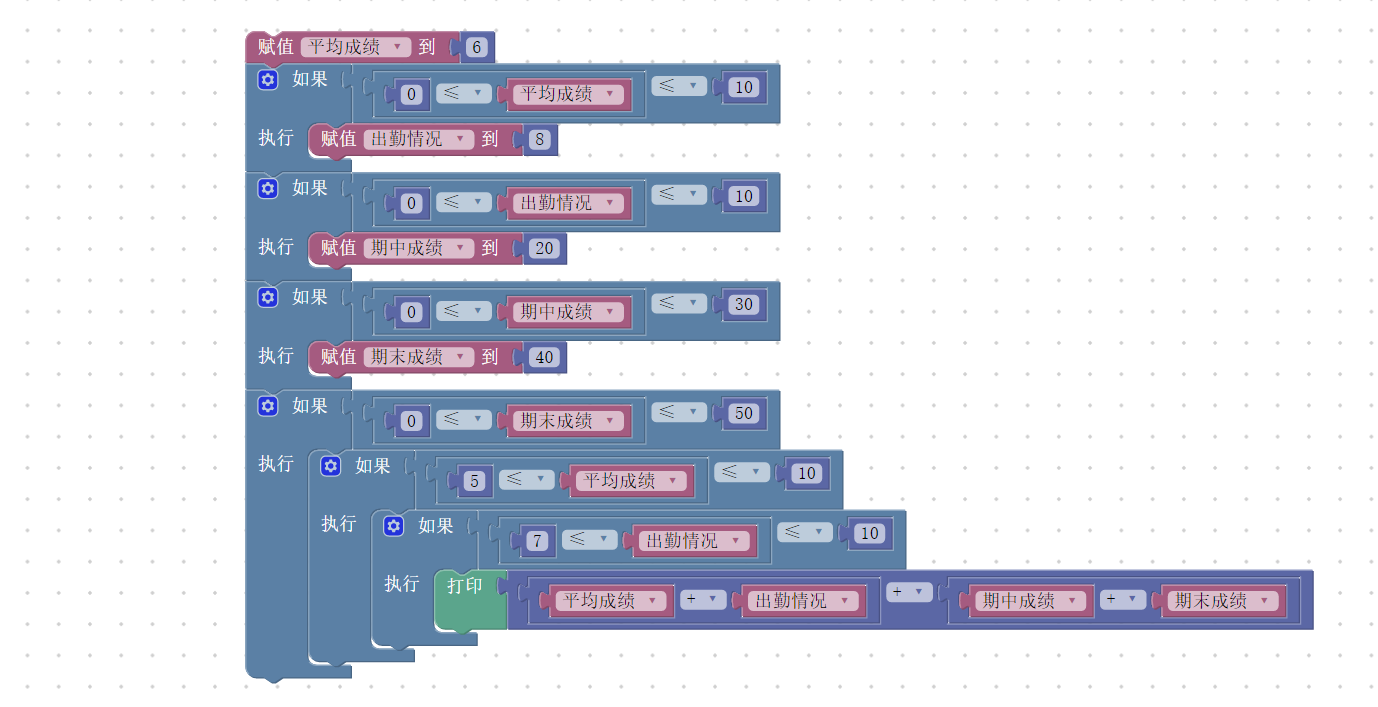 赋值 平均成绩 到 6
如果 0 ≤ 平均成绩 ≤ 10
执行 赋值 出勤情况 到 8
如果 0 ≤ 出勤情况 ≤ 10
执行 赋值 期中成绩 到 20
如果 0 ≤ 期中成绩 ≤ 30
执行 赋值 期末成绩 到 40
如果 0 ≤ 期末成绩 ≤ 50
执行 如果 5 ≤ 平均成绩 ≤ 10
执行 如果 7 ≤ 出勤情况 ≤ 10
执行 打印 平均成绩 + 出勤情况 + 期中成绩 + 期末成绩